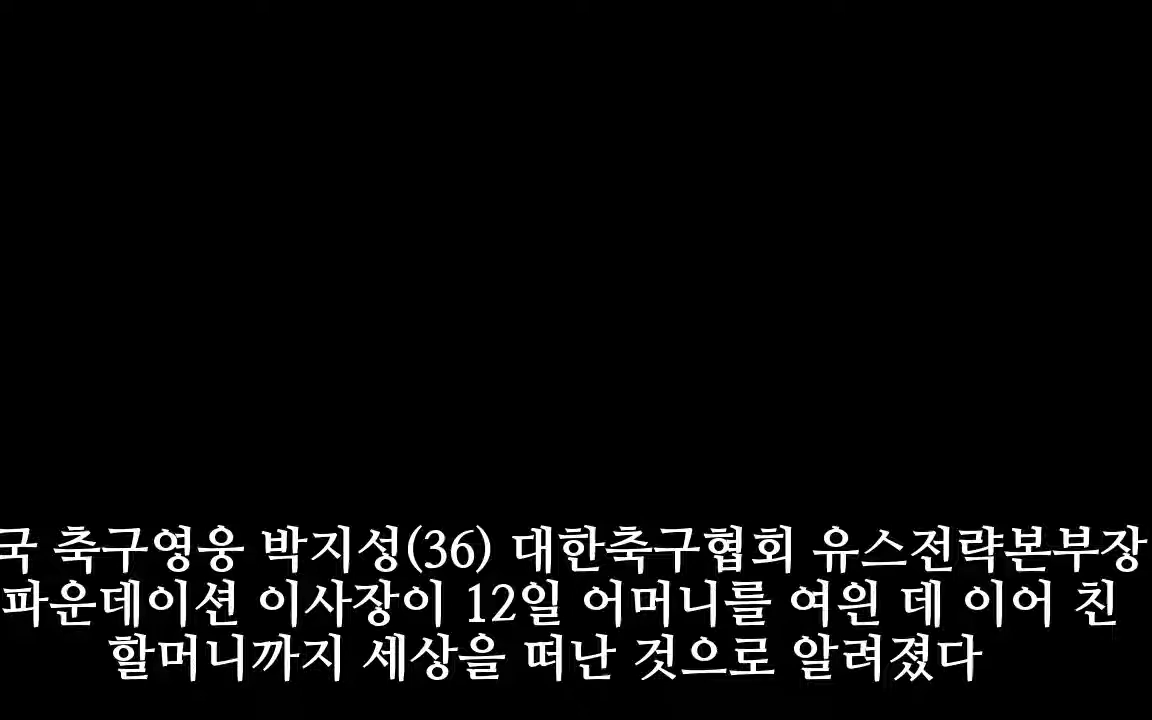 국 축구영웅 박지성(36) 대한축구협회 유스전략본부장
파운데이션 이사장이 12일 어머니를 여읜 데 이어 친
할머니까지 세상을 떠난 것으로 알려졌다